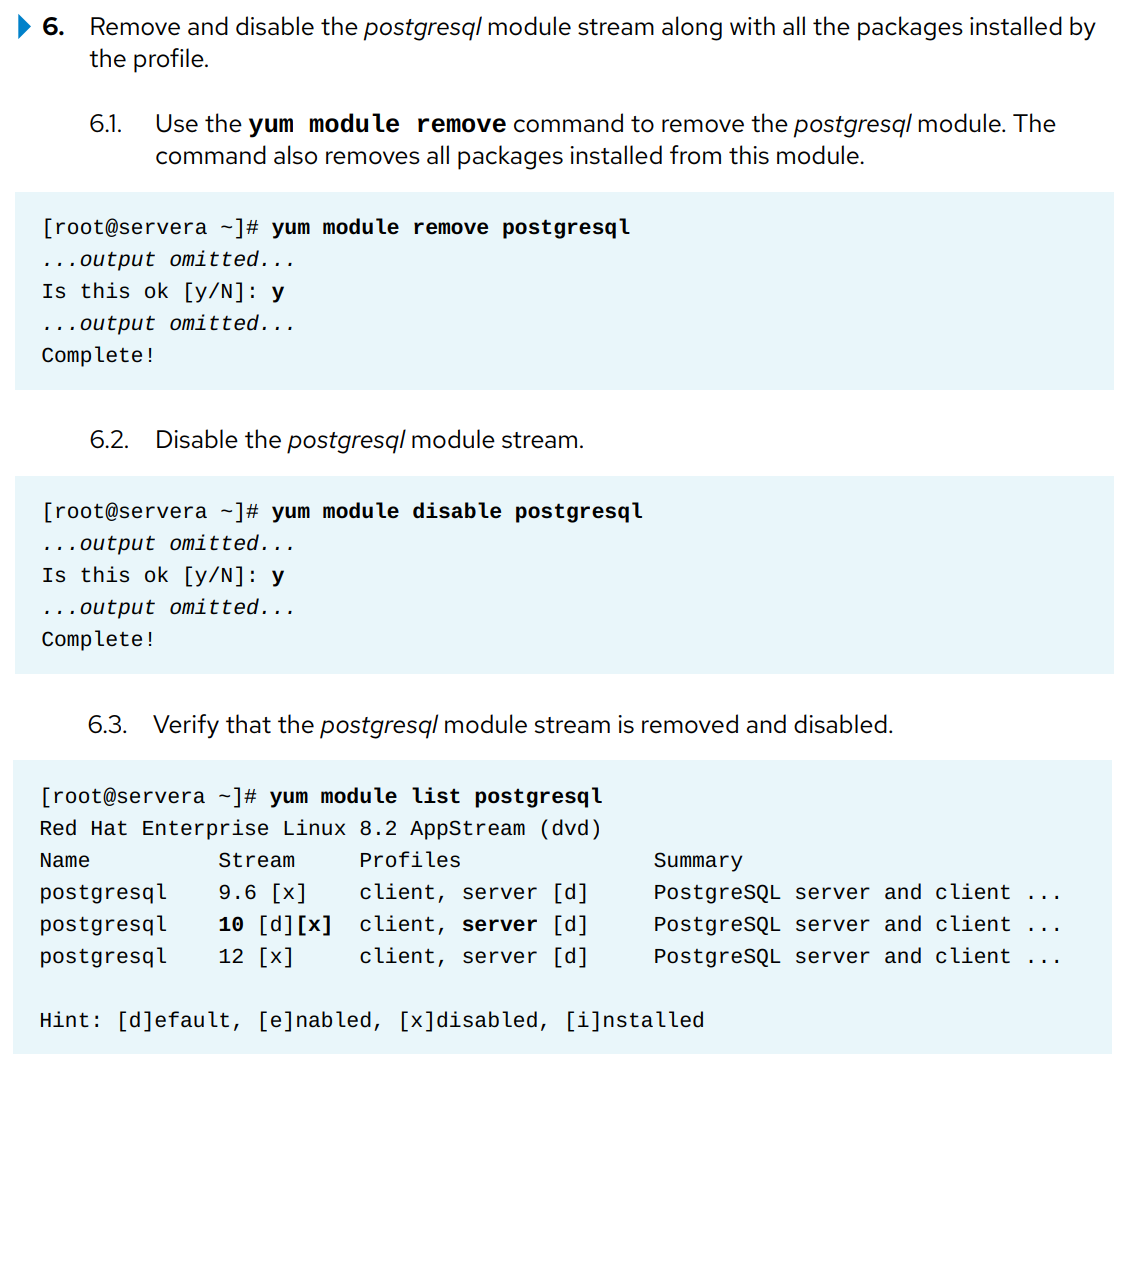 6. Remove and disable the postgresql module stream along with all the packages installed by
the profile.
6.1. Use the yum module remove command to remove the postgresql module. The
command also removes all packages installed from this module.
[root@servera ~]# yum module remove postgresql
...output omitted...
Is this ok [y/N]: y
...output omitted...
Complete!
6.2. Disable the postgresql module stream.
[root@servera ~]# yum module disable postgresql
...output omitted...
Is this ok [y/N]: y
...output omitted...
Complete!
6.3. Verify that the postgresql module stream is removed and disabled.
[root@servera ~]# yum module list postgresql
Red Hat Enterprise Linux 8.2 AppStream (dvd)
Name Stream Profiles Summary
postgresql 9.6 [x] client, server [d] PostgreSQL server and client ...
postgresql 10 [d][x] client, server [d] PostgreSQL server and client ...
postgresql 12 [x] client, server [d] PostgreSQL server and client ...
Hint: [d]efault, [e]nabled, [x]disabled, [i]nstalled